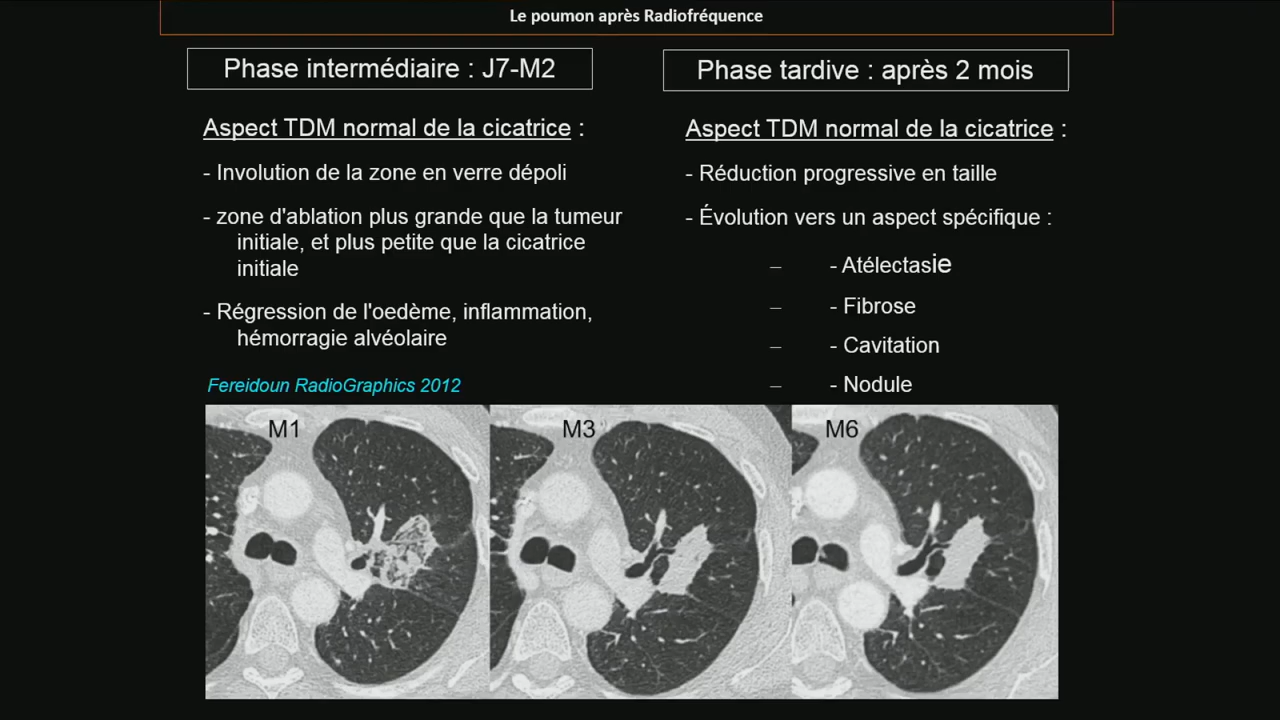 Le poumon après Radiofréquence
Phase intermédiaire : J7-M2
Aspect TDM normal de la cicatrice :
- Involution de la zone en verre dépoli
- zone d'ablation plus grande que la tumeur
initiale, et plus petite que la cicatrice
initiale
- Régression de l'oedème, inflammation,
hémorragie alvéolaire
Fereidoun RadioGraphics 2012
Phase tardive : après 2 mois
Aspect TDM normal de la cicatrice :
- Réduction progressive en taille
- Évolution vers un aspect spécifique :
– - Atélectasie
– - Fibrose
– - Cavitation
– - Nodule
M1
M3
M6